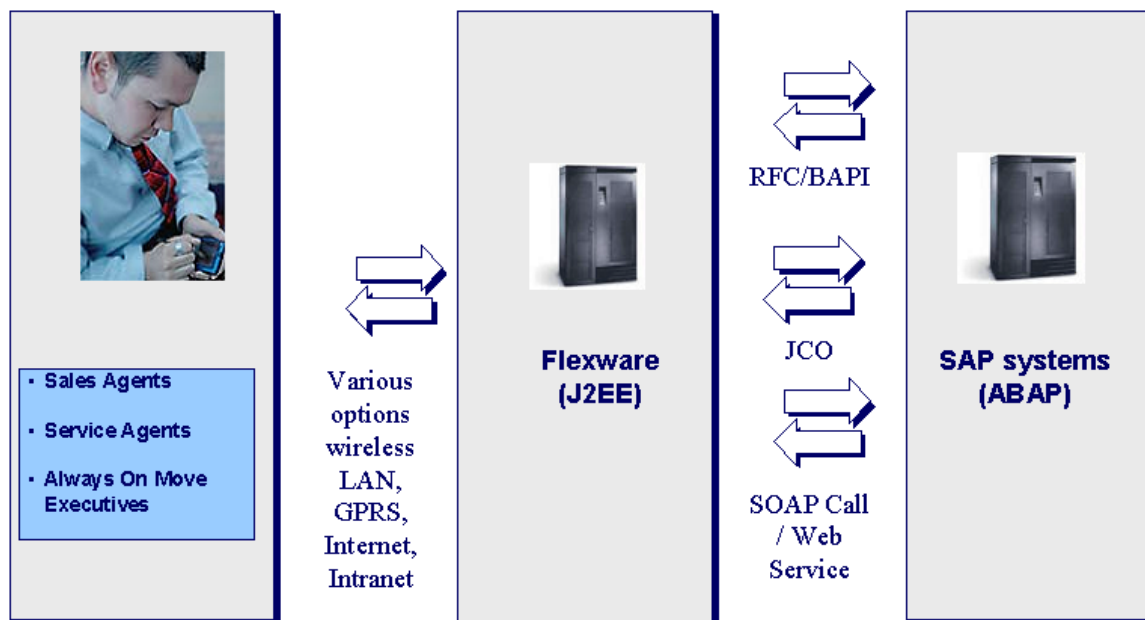 • Sales Agents
• Service Agents
• Always On Move
Executives
Various
options
wireless
LAN,
GPRS,
Internet,
Intranet
Flexware
(J2EE)
RFC/BAPI
JCO
SOAP Call
/ Web
Service
SAP systems
(ABAP)